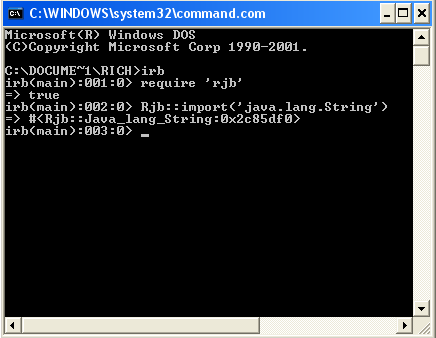 C:\WINDOWS\system32\command.com
Microsoft(R) Windows DOS
(C)Copyright Microsoft Corp 1990-2001.
C:\DOCUME~1\RICH>irb
irb(main):001:0> require 'rjb'
=> true
irb(main):002:0> Rjb::import('java.lang.String')
=> #<Rjb::Java_lang_String:0x2c85df0>
irb(main):003:0> _